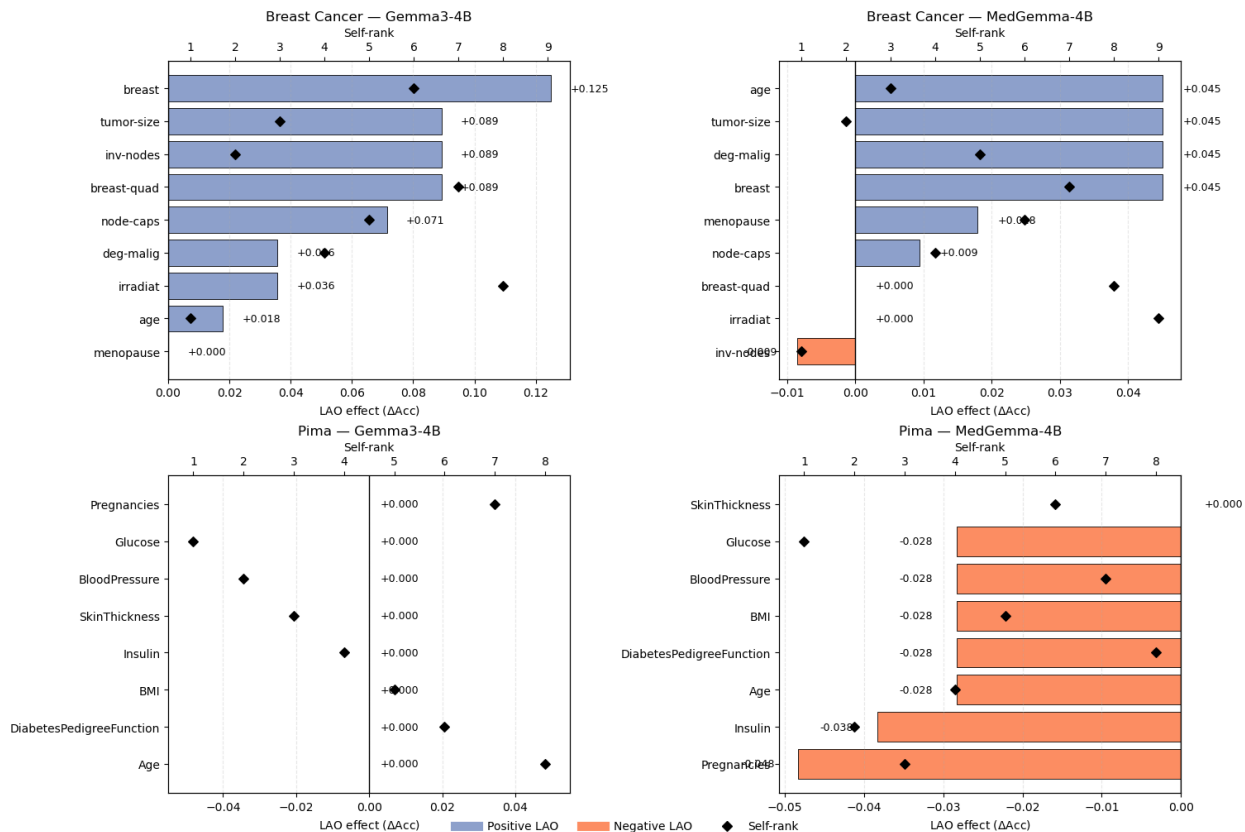 Breast Cancer — Gemma3-4B
Self-rank
1 2 3 4 5 6 7 8 9
breast +0.125
tumor-size +0.089
inv-nodes +0.089
breast-quad +0.089
node-caps +0.071
deg-malig
irradiat +0.036
age +0.018
menopause +0.000
0.00 0.02 0.04 0.06 0.08 0.10 0.12
LAO effect (ΔAcc)
Breast Cancer — MedGemma-4B
Self-rank
1 2 3 4 5 6 7 8 9
age +0.045
tumor-size +0.045
deg-malig +0.045
breast +0.045
menopause
node-caps +0.009
breast-quad +0.000
irradiat +0.000
inv-nodes
−0.01 0.00 0.01 0.02 0.03 0.04
LAO effect (ΔAcc)
Pima — Gemma3-4B
Self-rank
1 2 3 4 5 6 7 8
Pregnancies +0.000
Glucose +0.000
BloodPressure +0.000
SkinThickness +0.000
Insulin +0.000
BMI +0.000
DiabetesPedigreeFunction +0.000
Age +0.000
−0.04 −0.02 0.00 0.02 0.04
LAO effect (ΔAcc)
Pima — MedGemma-4B
Self-rank
1 2 3 4 5 6 7 8
SkinThickness +0.000
Glucose -0.028
BloodPressure -0.028
BMI -0.028
DiabetesPedigreeFunction -0.028
Age -0.028
Insulin -0.038
Pregnancies -0.048
−0.05 −0.04 −0.03 −0.02 −0.01 0.00
LAO effect (ΔAcc)
Positive LAO Negative LAO Self-rank